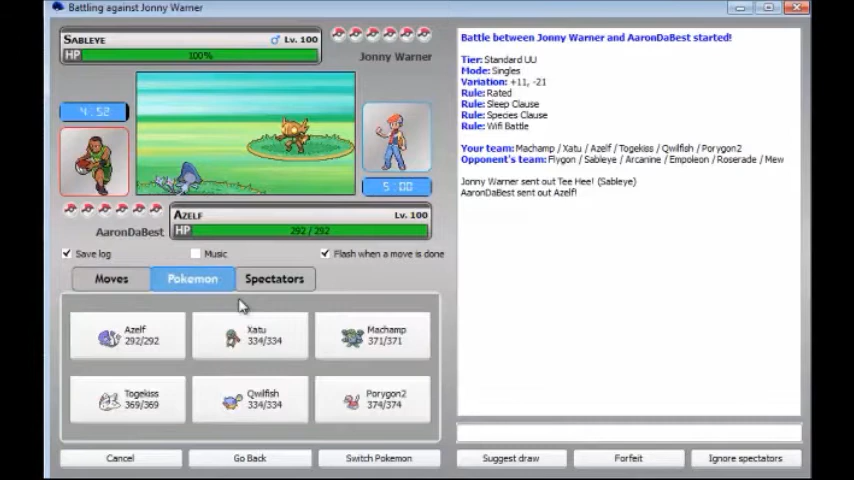 Battling against Jonny Warner
SABLEYE Lv. 100
HP 100%
Jonny Warner
4:52
5:00
AZELF Lv. 100
AaronDaBest
HP 292/292
Save log Music Flash when a move is done
Moves Pokemon Spectators
Azelf Xatu Machamp
292/292 334/334 371/371
Togekiss Qwilfish Porygon2
369/369 334/334 374/374
Cancel Go Back Switch Pokemon
Battle between Jonny Warner and AaronDaBest started!
Tier: Standard UU
Mode: Singles
Variation: +11, -21
Rule: Rated
Rule: Sleep Clause
Rule: Species Clause
Rule: Wifi Battle
Your team: Machamp / Xatu / Azelf / Togekiss / Qwilfish / Porygon2
Opponent's team: Flygon / Sableye / Arcanine / Empoleon / Roserade / Mew
Jonny Warner sent out Tee Hee! (Sableye)
AaronDaBest sent out Azelf!
Suggest draw Forfeit Ignore spectators